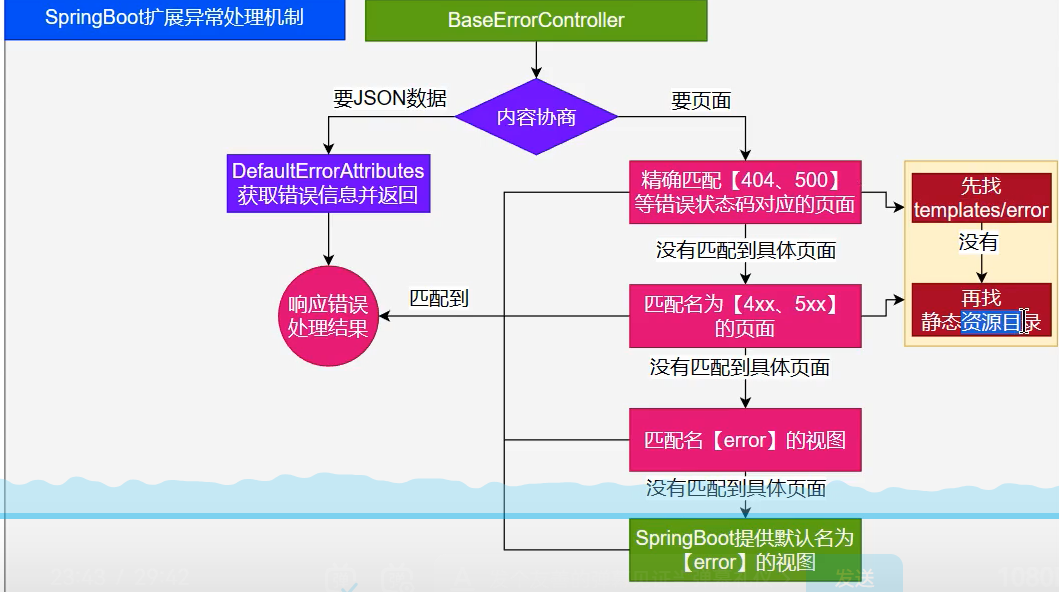 SpringBoot扩展异常处理机制
BaseErrorController
要JSON数据
内容协商
要页面
DefaultErrorAttributes
获取错误信息并返回
精确匹配【404、500】
等错误状态码对应的页面
先找
templates/error
没有
没有匹配到具体页面
响应错误
处理结果
匹配到
匹配名为【4xx、5xx】
的页面
再找
静态资源目录
没有匹配到具体页面
匹配名【error】的视图
没有匹配到具体页面
SpringBoot提供默认名为
【error】的视图
发送